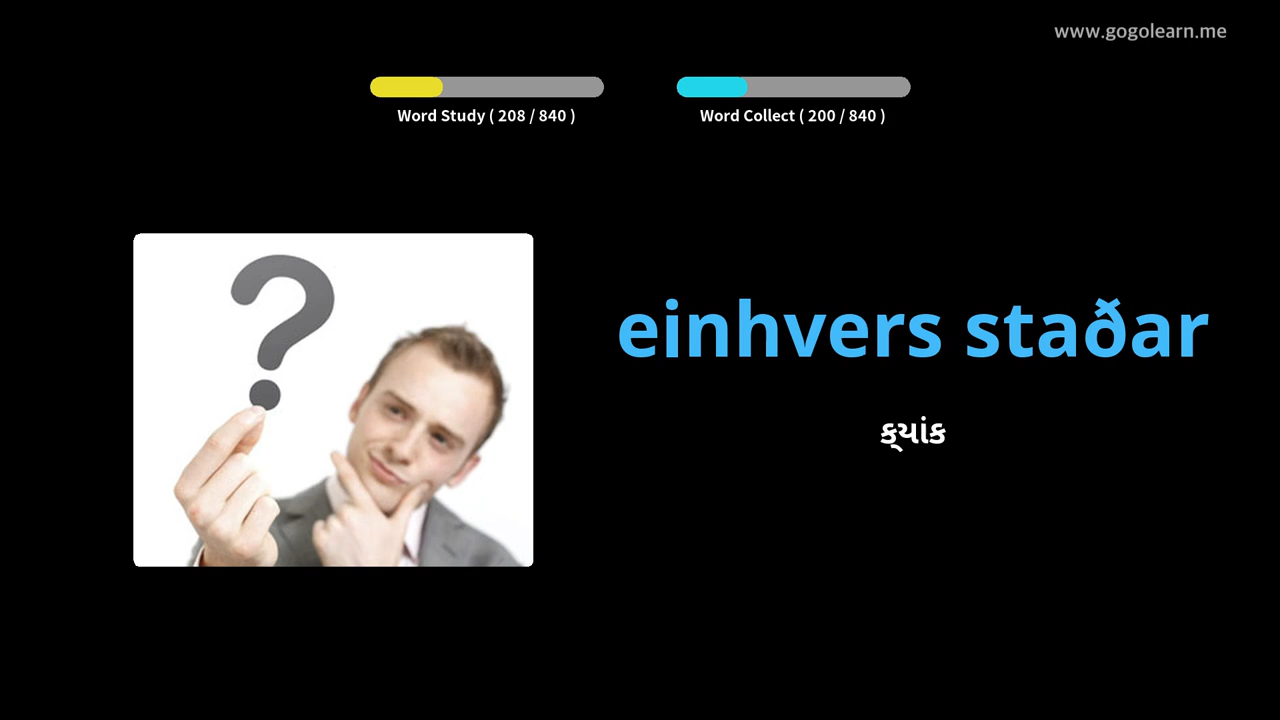 www.gogolearn.me
Word Study ( 208 / 840 )
Word Collect ( 200 / 840 )
einhvers staðar
ક્યાંક